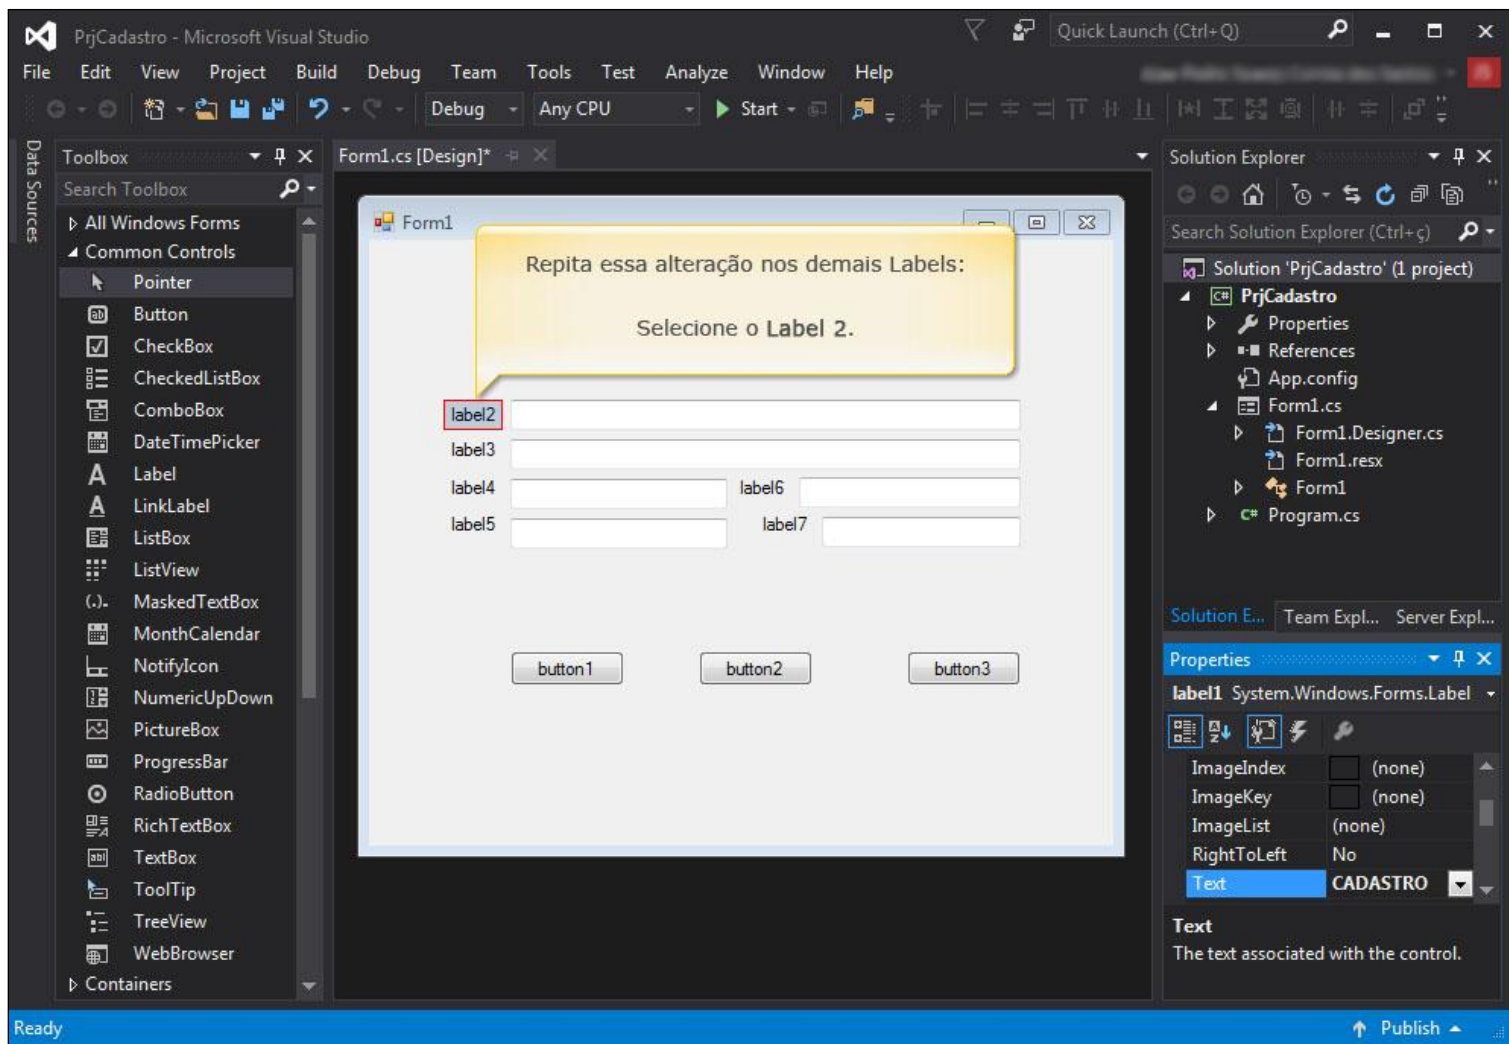 PrjCadastro - Microsoft Visual Studio
Quick Launch (Ctrl+Q)
File Edit View Project Build Debug Team Tools Test Analyze Window Help
Debug Any CPU Start
Data Sources
Toolbox
Search Toolbox
All Windows Forms
Common Controls
Pointer
Button
CheckBox
CheckedListBox
ComboBox
DateTimePicker
Label
LinkLabel
ListBox
ListView
MaskedTextBox
MonthCalendar
NotifyIcon
NumericUpDown
PictureBox
ProgressBar
RadioButton
RichTextBox
TextBox
ToolTip
TreeView
WebBrowser
Containers
Form1.cs [Design]*
Form1
Repita essa alteração nos demais Labels:
Selecione o Label 2.
label2
label3
label4 label6
label5 label7
button1 button2 button3
Solution Explorer
Search Solution Explorer (Ctrl+ç)
Solution 'PrjCadastro' (1 project)
C# PrjCadastro
Properties
References
App.config
Form1.cs
Form1.Designer.cs
Form1.resx
Form1
C# Program.cs
Solution E... Team Expl... Server Expl...
Properties
label1 System.Windows.Forms.Label
ImageIndex (none)
ImageKey (none)
ImageList (none)
RightToLeft No
Text CADASTRO
Text
The text associated with the control.
Ready
Publish